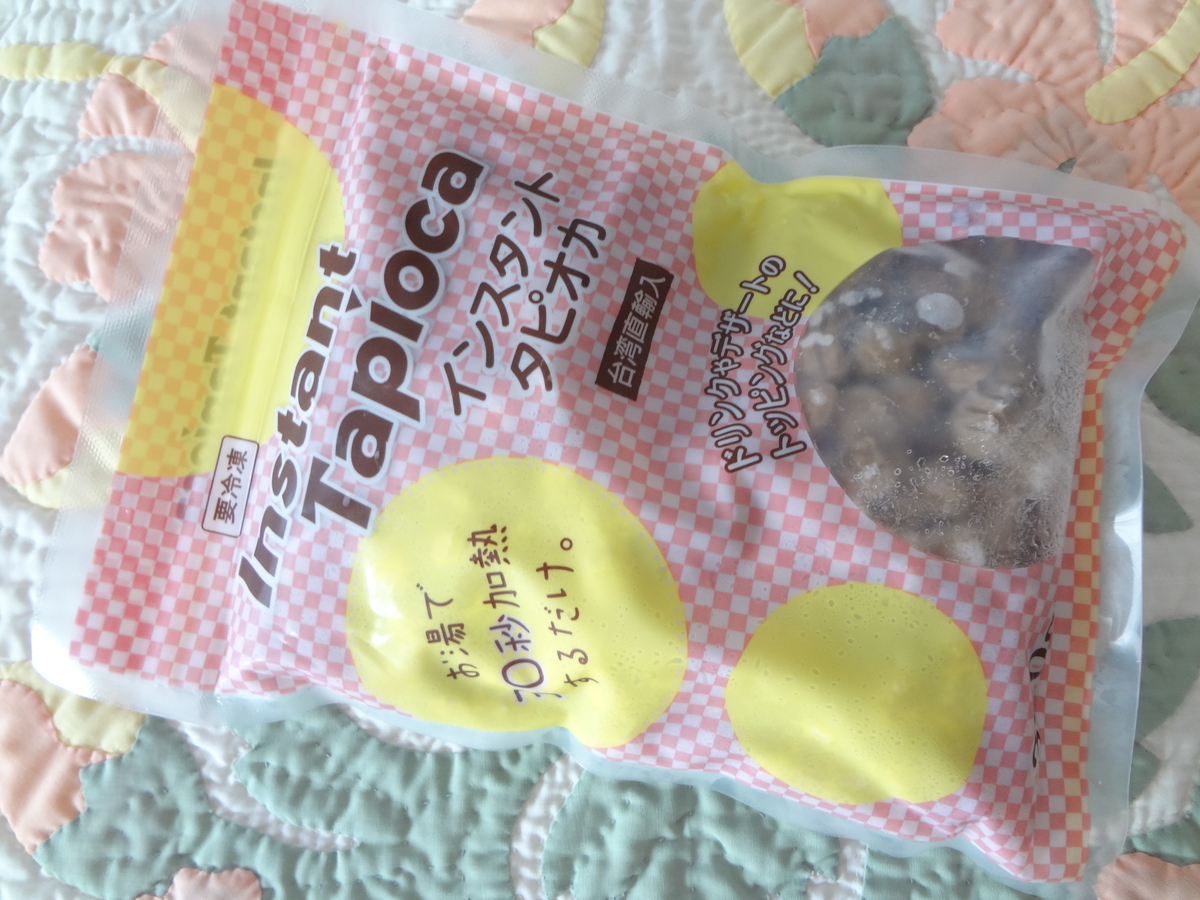 要冷凍
Instant
Tapioca
インスタント
タピオカ
台湾直輸入
お湯で
30秒加熱
するだけ。
ドリンクやデザートの
トッピングなどに!